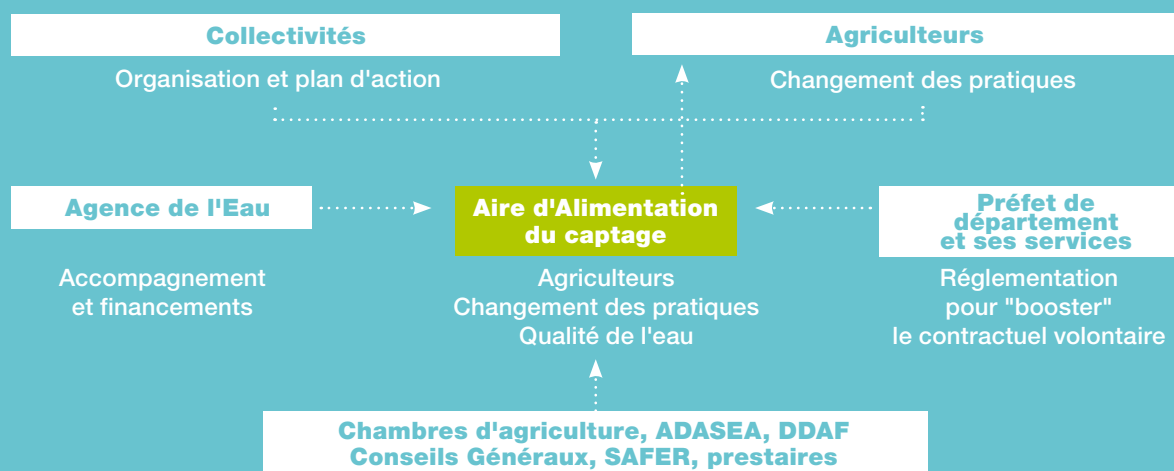 Collectivités
Organisation et plan d'action
Agriculteurs
Changement des pratiques
Agence de l'Eau
Accompagnement
et financements
Aire d'Alimentation
du captage
Agriculteurs
Changement des pratiques
Qualité de l'eau
Préfet de
département
et ses services
Réglementation
pour "booster"
le contractuel volontaire
Chambres d'agriculture, ADASEA, DDAF
Conseils Généraux, SAFER, prestaires